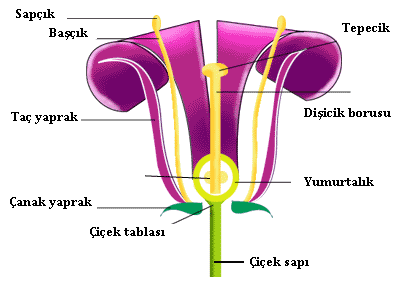 Sapçık
Tepecik
Başçık
Taç yaprak
Dişicik borusu
Yumurtalık
Çanak yaprak
Çiçek tablası
Çiçek sapı